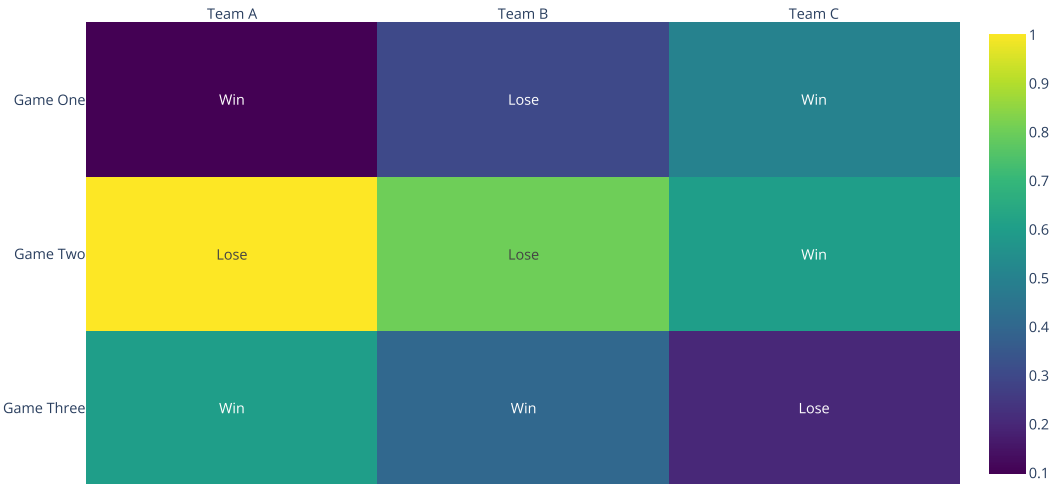 Team A Team B Team C
Game One Win Lose Win
Game Two Lose Lose Win
Game Three Win Win Lose
1
0.9
0.8
0.7
0.6
0.5
0.4
0.3
0.2
0.1